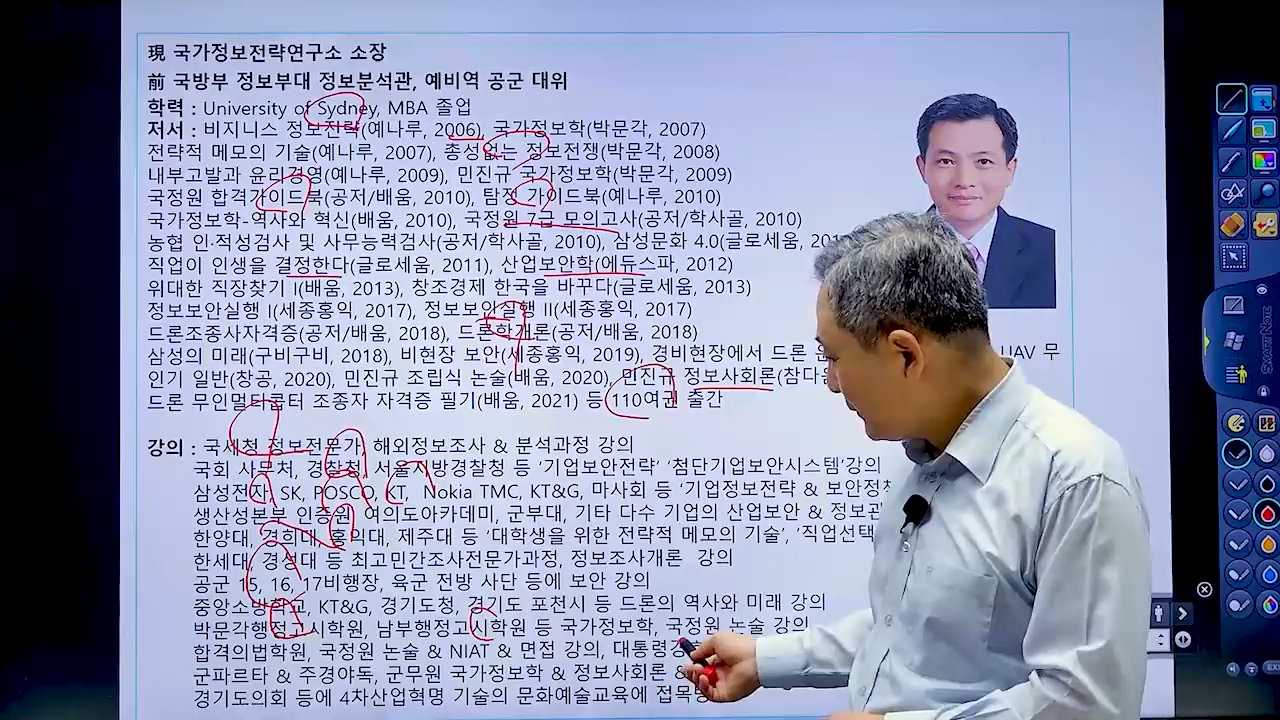 現 국가정보전략연구소 소장
前 국방부 정보부대 정보분석관, 예비역 공군 대위
학력 : University of Sydney, MBA 졸업
저서 : 비지니스 정보전략(예나루, 2006), 국가정보학(박문각, 2007)
전략적 메모의 기술(예나루, 2007), 총성없는 정보전쟁(박문각, 2008)
내부고발과 윤리경영(예나루, 2009), 민진규 국가정보학(박문각, 2009)
국정원 합격가이드북(공저/배움, 2010), 탐정 가이드북(예나루, 2010)
국가정보학-역사와 혁신(배움, 2010), 국정원 7급 모의고사(공저/학사골, 2010)
농협 인·적성검사 및 사무능력검사(공저/학사골, 2010), 삼성문화 4.0(글로세움,
직업이 인생을 결정한다(글로세움, 2011), 산업보안학(에듀스파, 2012)
위대한 직장찾기 I(배움, 2013), 창조경제 한국을 바꾸다(글로세움, 2013)
정보보안실행 I(세종홍익, 2017), 정보보안실행 II(세종홍익, 2017)
드론조종사자격증(공저/배움, 2018), 드론학개론(공저/배움, 2018)
삼성의 미래(구비구비, 2018), 비현장 보안(세종홍익, 2019), 경비현장에서 드론 UAV 무
인기 일반(창공, 2020), 민진규 조립식 논술(배움, 2020), 민진규 정보사회론
드론 무인멀티콥터 조종자 자격증 필기(배움, 2021) 등 110여권 출간
강의 : 국세청 정보전문가, 해외정보조사 & 분석과정 강의
국회 사무처, 경찰청, 서울지방경찰청 등 '기업보안전략' '첨단기업보안시스템'강의
삼성전자, SK, POSCO, KT, Nokia TMC, KT&G, 마사회 등 '기업정보전략 & 보안정책
생산성본부 인증원, 여의도아카데미, 군부대, 기타 다수 기업의 산업보안 & 정보관
한양대, 경희대, 홍익대, 제주대 등 '대학생을 위한 전략적 메모의 기술', '직업선택
한세대, 경성대 등 최고민간조사전문가과정, 정보조사개론 강의
공군 15, 16, 17비행장, 육군 전방 사단 등에 보안 강의
중앙소방학교, KT&G, 경기도청, 경기도 포천시 등 드론의 역사와 미래 강의
박문각행정고시학원, 남부행정고시학원 등 국가정보학, 국정원 논술 강의
합격의법학원, 국정원 논술 & NIAT & 면접 강의, 대통령경
군파르타 & 주경야독, 군무원 국가정보학 & 정보사회론
경기도의회 등에 4차산업혁명 기술의 문화예술교육에 접목
SMART NOTE